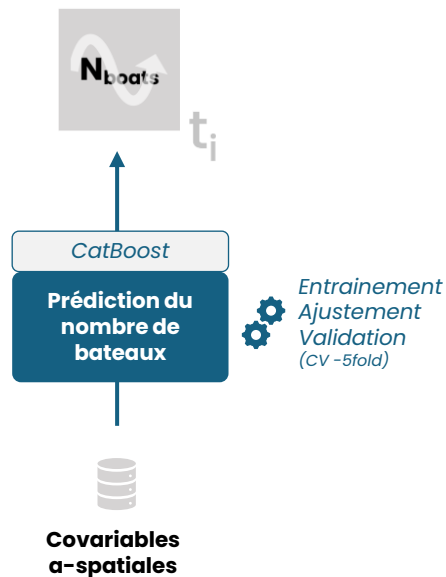 Nboats
ti
CatBoost
Prédiction du
nombre de
bateaux
Entrainement
Ajustement
Validation
(CV -5fold)
Covariables
a-spatiales